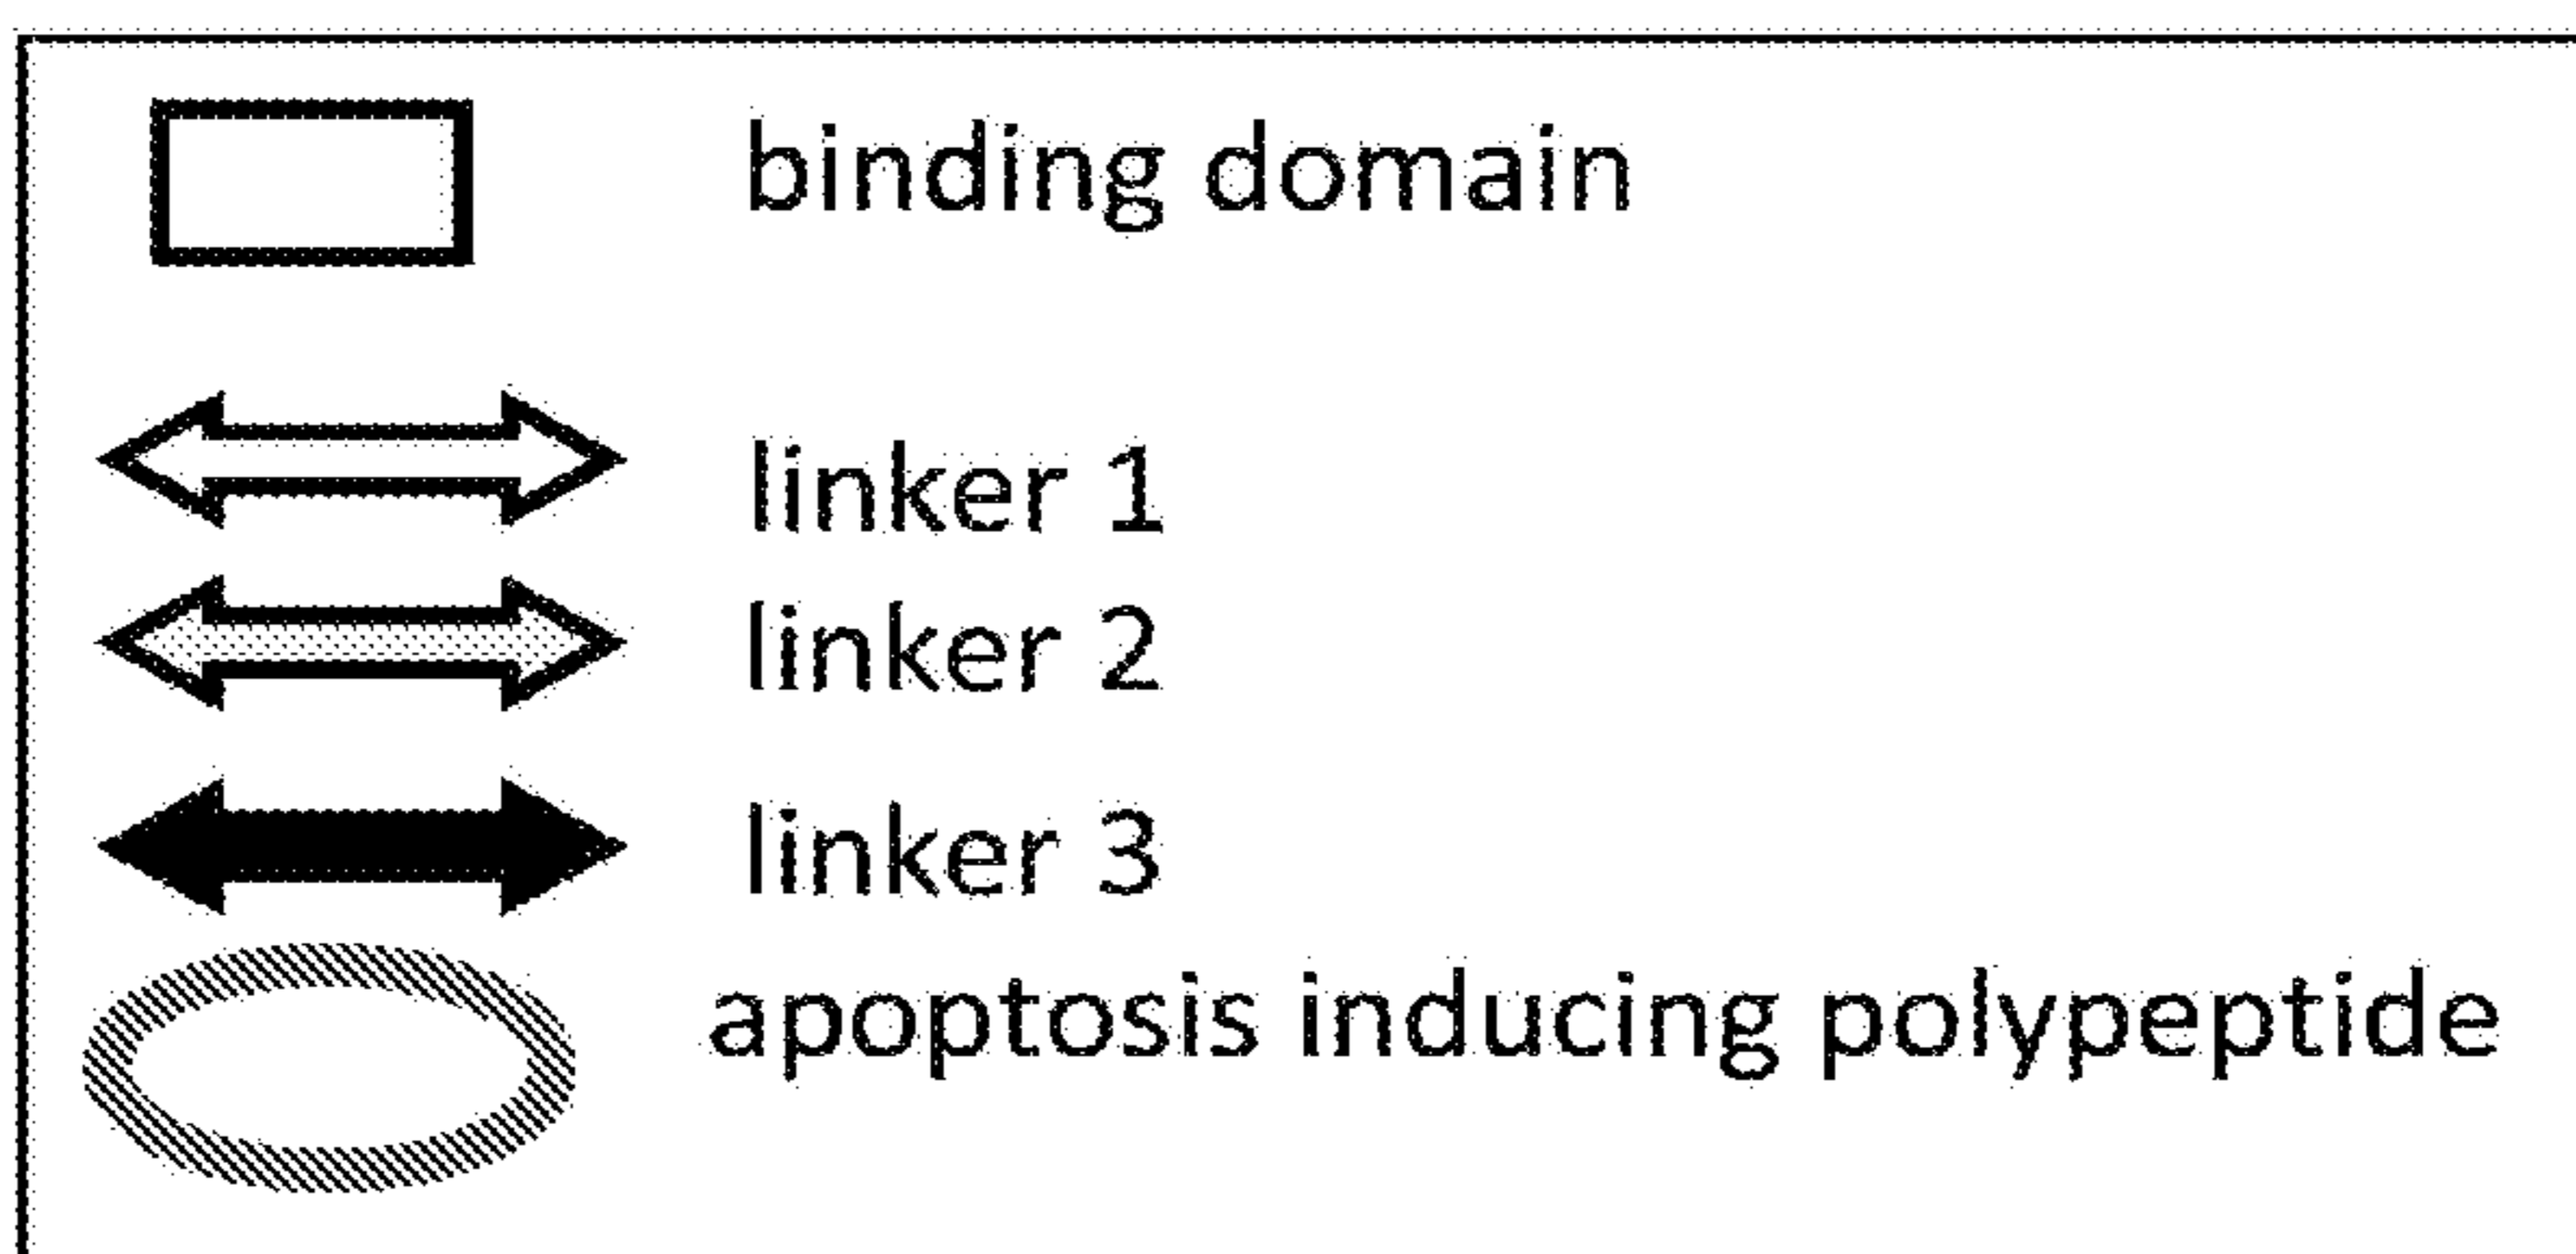 binding domain
linker 1
linker 2
linker 3
apoptosis inducing polypeptide